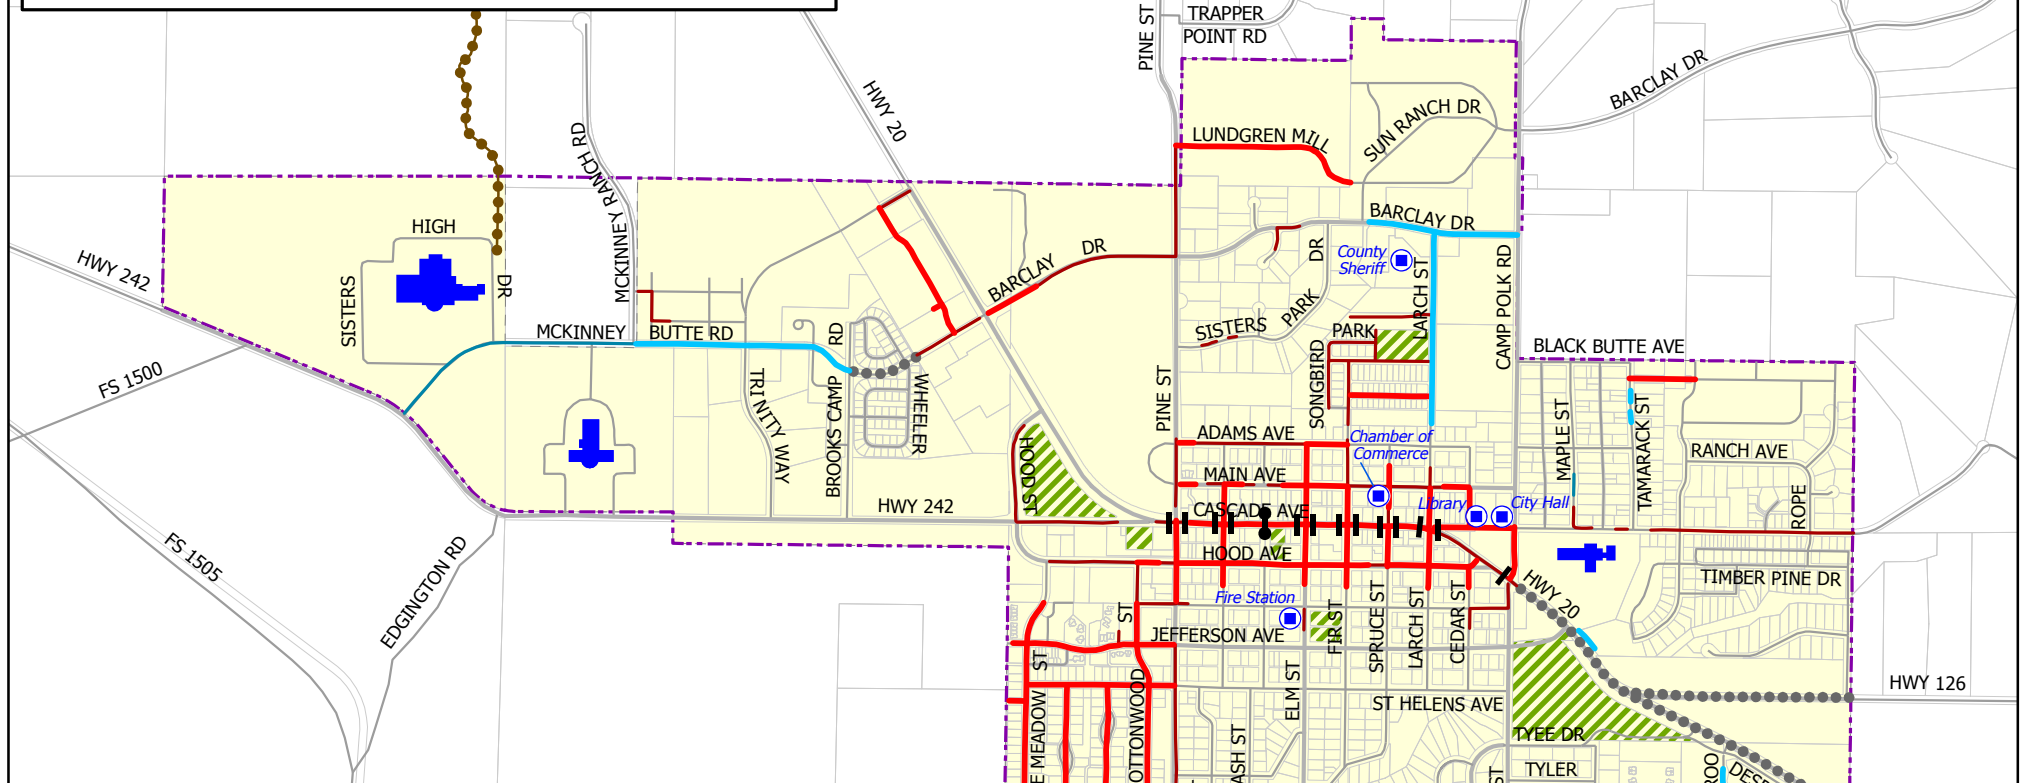 PINE ST
TRAPPER
POINT RD
BARCLAY DR
HWY 20
SUN RANCH DR
LUNDGREN MILL
MCKINNEY RANCH RD
BARCLAY DR
HIGH
HWY 242
SISTERS
DR
BARCLAY
DR
DR
County
Sheriff
LARCH ST
CAMP POLK RD
PARK
SISTERS
PARK
MCKINNEY
BUTTE RD
RD
BLACK BUTTE AVE
FS 1500
TRINITY WAY
BROOKS CAMP
WHEELER
PINE ST
SONGBIRD
MAPLE ST
TAMARACK ST
ADAMS AVE
Chamber of
Commerce
RANCH AVE
HOOD ST
MAIN AVE
HWY 242
CASCADE AVE
Library
City Hall
ROPE
FS 1505
EDGINGTON RD
HOOD AVE
TIMBER PINE DR
HWY 20
Fire Station
ST
JEFFERSON AVE
FIR ST
SPRUCE ST
LARCH ST
CEDAR ST
ST
ELM ST
HWY 126
E MEADOW
OTTONWOOD
ST HELENS AVE
ASH ST
TYEE DR
TYLER
ST
ROO
DESE